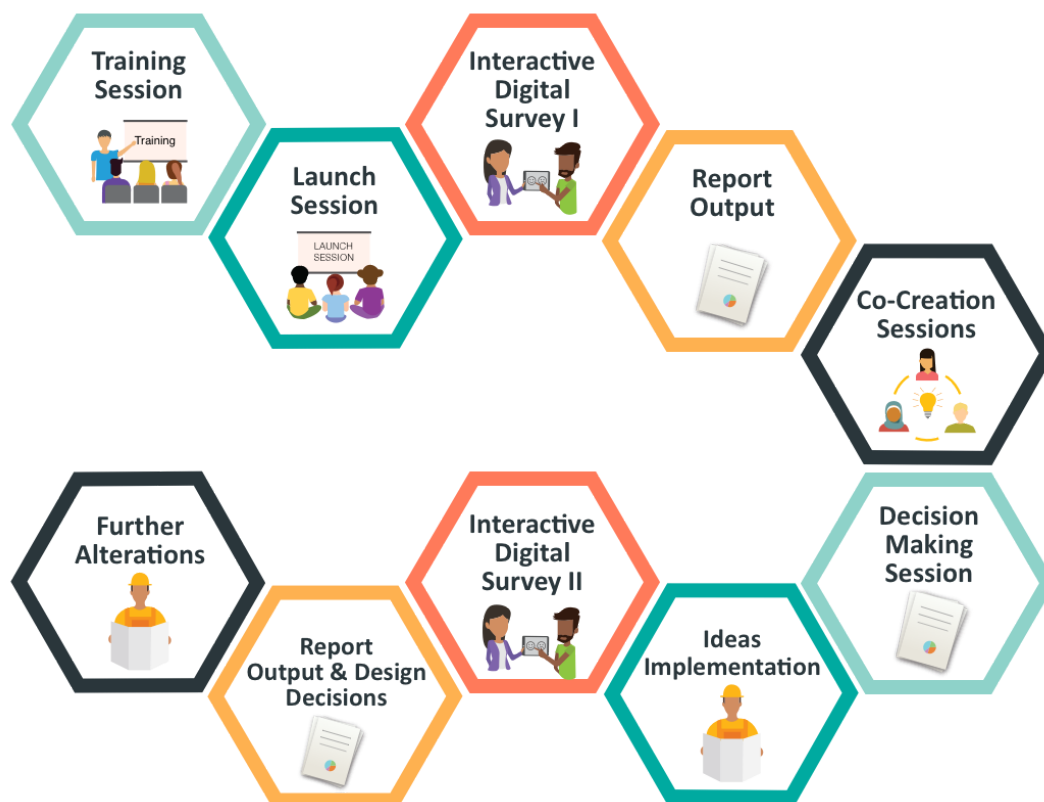 Training
Session
Training
Launch
Session
LAUNCH
SESSION
Interactive
Digital
Survey I
Report
Output
Co-Creation
Sessions
Decision
Making
Session
Ideas
Implementation
Interactive
Digital
Survey II
Report
Output & Design
Decisions
Further
Alterations